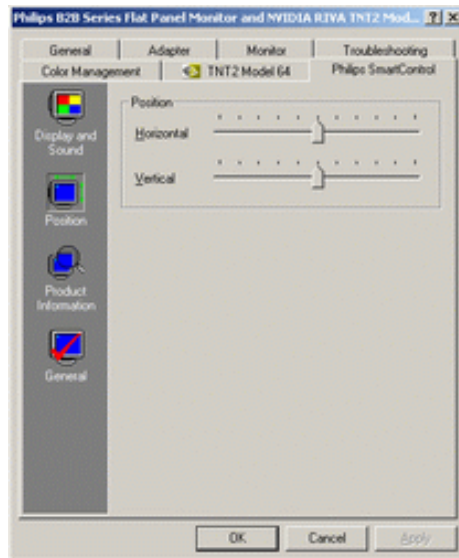 Philips B2B Series Flat Panel Monitor and NVIDIA RIVA TNT2 Mod...
General Adapter Monitor Troubleshooting
Color Management TNT2 Model 64 Philips SmartControl
Display and
Sound
Position
Product
Information
General
Position
Horizontal
Vertical
OK Cancel Apply